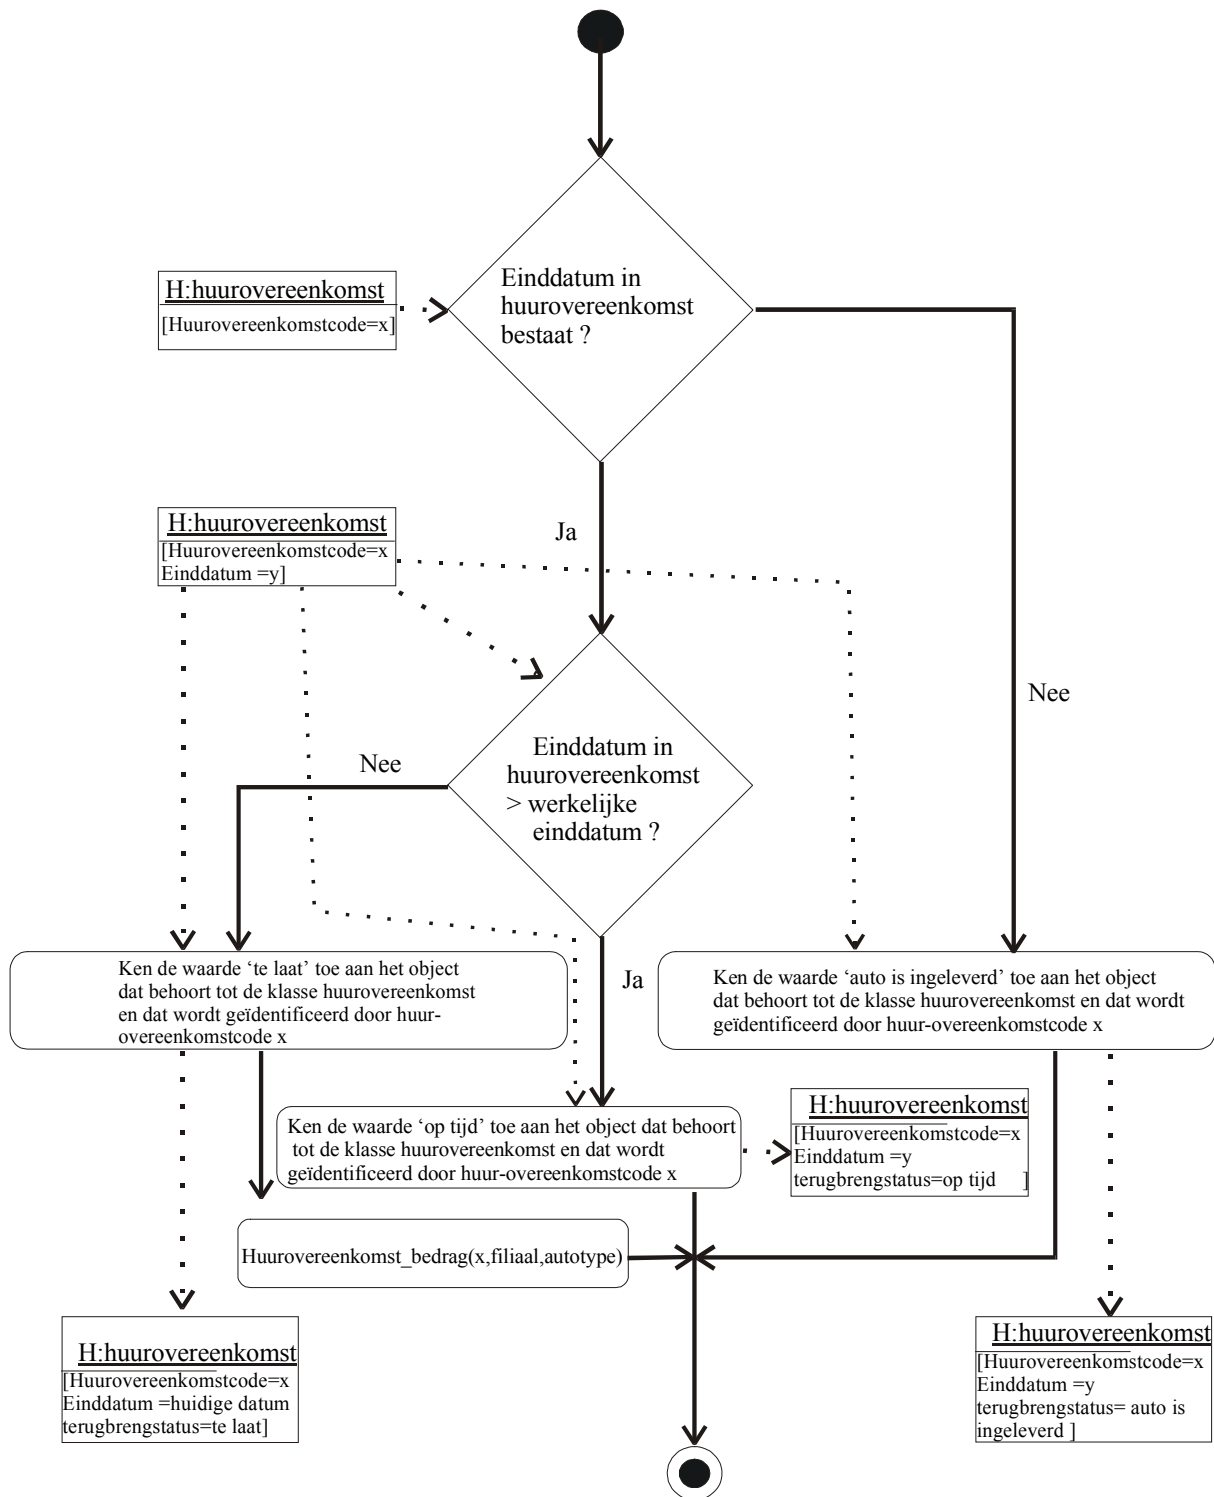 Einddatum in
huurovereenkomst
bestaat ?
H:huurovereenkomst
[Huurovereenkomstcode=x]
Ja
H:huurovereenkomst
[Huurovereenkomstcode=x
Einddatum =y]
Nee
Nee
Einddatum in
huurovereenkomst
> werkelijke
einddatum ?
Ja
Ken de waarde ‘te laat’ toe aan het object
dat behoort tot de klasse huurovereenkomst
en dat wordt geïdentificeerd door huur-
overeenkomstcode x
Ken de waarde ‘auto is ingeleverd’ toe aan het object
dat behoort tot de klasse huurovereenkomst en dat wordt
geïdentificeerd door huur-overeenkomstcode x
Ken de waarde ‘op tijd’ toe aan het object dat behoort
tot de klasse huurovereenkomst en dat wordt
geïdentificeerd door huur-overeenkomstcode x
H:huurovereenkomst
[Huurovereenkomstcode=x
Einddatum =y
terugbrengstatus=op tijd ]
Huurovereenkomst_bedrag(x,filiaal,autotype)
H:huurovereenkomst
[Huurovereenkomstcode=x
Einddatum =huidige datum
terugbrengstatus=te laat]
H:huurovereenkomst
[Huurovereenkomstcode=x
Einddatum =y
terugbrengstatus= auto is
ingeleverd ]